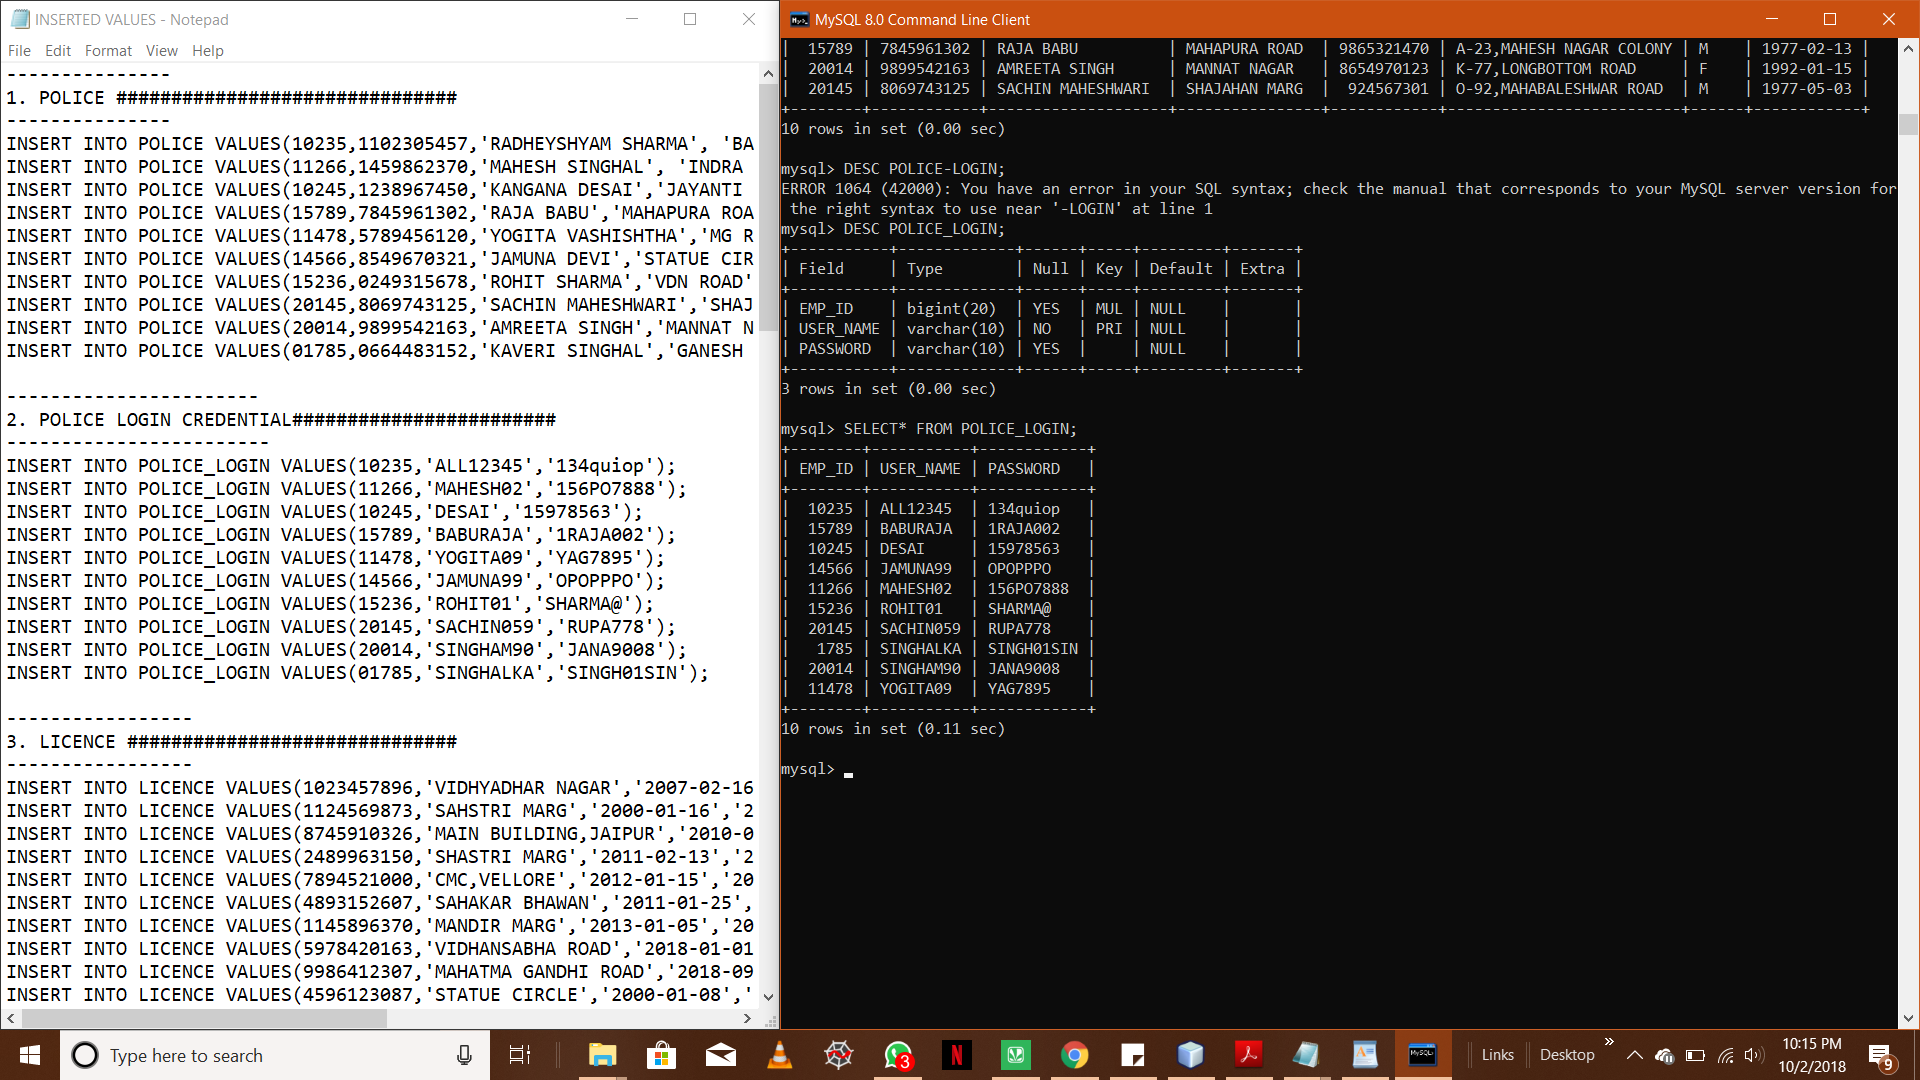 INSERTED VALUES - Notepad
File Edit Format View Help
---------------
1. POLICE ###############################
---------------
INSERT INTO POLICE VALUES(10235,1102305457,'RADHEYSHYAM SHARMA', 'BA
INSERT INTO POLICE VALUES(11266,1459862370,'MAHESH SINGHAL', 'INDRA
INSERT INTO POLICE VALUES(10245,1238967450,'KANGANA DESAI','JAYANTI
INSERT INTO POLICE VALUES(15789,7845961302,'RAJA BABU','MAHAPURA ROA
INSERT INTO POLICE VALUES(11478,5789456120,'YOGITA VASHISHTHA','MG R
INSERT INTO POLICE VALUES(14566,8549670321,'JAMUNA DEVI','STATUE CIR
INSERT INTO POLICE VALUES(15236,0249315678,'ROHIT SHARMA','VDN ROAD'
INSERT INTO POLICE VALUES(20145,8069743125,'SACHIN MAHESHWARI','SHAJ
INSERT INTO POLICE VALUES(20014,9899542163,'AMREETA SINGH','MANNAT N
INSERT INTO POLICE VALUES(01785,0664483152,'KAVERI SINGHAL','GANESH
-----------------------
2. POLICE LOGIN CREDENTIAL########################
------------------------
INSERT INTO POLICE_LOGIN VALUES(10235,'ALL12345','134quiop');
INSERT INTO POLICE_LOGIN VALUES(11266,'MAHESH02','156PO7888');
INSERT INTO POLICE_LOGIN VALUES(10245,'DESAI','15978563');
INSERT INTO POLICE_LOGIN VALUES(15789,'BABURAJA','1RAJA002');
INSERT INTO POLICE_LOGIN VALUES(11478,'YOGITA09','YAG7895');
INSERT INTO POLICE_LOGIN VALUES(14566,'JAMUNA99','OPOPPPO');
INSERT INTO POLICE_LOGIN VALUES(15236,'ROHIT01','SHARMA@');
INSERT INTO POLICE_LOGIN VALUES(20145,'SACHIN059','RUPA778');
INSERT INTO POLICE_LOGIN VALUES(20014,'SINGHAM90','JANA9008');
INSERT INTO POLICE_LOGIN VALUES(01785,'SINGHALKA','SINGH01SIN');
-----------------
3. LICENCE ##############################
-----------------
INSERT INTO LICENCE VALUES(1023457896,'VIDHYADHAR NAGAR','2007-02-16
INSERT INTO LICENCE VALUES(1124569873,'SAHSTRI MARG','2000-01-16','2
INSERT INTO LICENCE VALUES(8745910326,'MAIN BUILDING,JAIPUR','2010-0
INSERT INTO LICENCE VALUES(2489963150,'SHASTRI MARG','2011-02-13','2
INSERT INTO LICENCE VALUES(7894521000,'CMC,VELLORE','2012-01-15','20
INSERT INTO LICENCE VALUES(4893152607,'SAHAKAR BHAWAN','2011-01-25',
INSERT INTO LICENCE VALUES(1145896370,'MANDIR MARG','2013-01-05','20
INSERT INTO LICENCE VALUES(5978420163,'VIDHANSABHA ROAD','2018-01-01
INSERT INTO LICENCE VALUES(9986412307,'MAHATMA GANDHI ROAD','2018-09
INSERT INTO LICENCE VALUES(4596123087,'STATUE CIRCLE','2000-01-08','
MySQL 8.0 Command Line Client
| 15789 | 7845961302 | RAJA BABU | MAHAPURA ROAD | 9865321470 | A-23,MAHESH NAGAR COLONY | M | 1977-02-13 |
| 20014 | 9899542163 | AMREETA SINGH | MANNAT NAGAR | 8654970123 | K-77,LONGBOTTOM ROAD | F | 1992-01-15 |
| 20145 | 8069743125 | SACHIN MAHESHWARI | SHAJAHAN MARG | 924567301 | O-92,MAHABALESHWAR ROAD | M | 1977-05-03 |
+--------+------------+--------------------+----------------+------------+--------------------------+------+------------+
10 rows in set (0.00 sec)
mysql> DESC POLICE-LOGIN;
ERROR 1064 (42000): You have an error in your SQL syntax; check the manual that corresponds to your MySQL server version for
the right syntax to use near '-LOGIN' at line 1
mysql> DESC POLICE_LOGIN;
+-----------+-------------+------+-----+---------+-------+
| Field | Type | Null | Key | Default | Extra |
+-----------+-------------+------+-----+---------+-------+
| EMP_ID | bigint(20) | YES | MUL | NULL | |
| USER_NAME | varchar(10) | NO | PRI | NULL | |
| PASSWORD | varchar(10) | YES | | NULL | |
+-----------+-------------+------+-----+---------+-------+
3 rows in set (0.00 sec)
mysql> SELECT* FROM POLICE_LOGIN;
+--------+-----------+------------+
| EMP_ID | USER_NAME | PASSWORD |
+--------+-----------+------------+
| 10235 | ALL12345 | 134quiop |
| 15789 | BABURAJA | 1RAJA002 |
| 10245 | DESAI | 15978563 |
| 14566 | JAMUNA99 | OPOPPPO |
| 11266 | MAHESH02 | 156PO7888 |
| 15236 | ROHIT01 | SHARMA@ |
| 20145 | SACHIN059 | RUPA778 |
| 1785 | SINGHALKA | SINGH01SIN |
| 20014 | SINGHAM90 | JANA9008 |
| 11478 | YOGITA09 | YAG7895 |
+--------+-----------+------------+
10 rows in set (0.11 sec)
mysql> _
Type here to search
3
N
MySQL
Links
Desktop
10:15 PM
10/2/2018
9